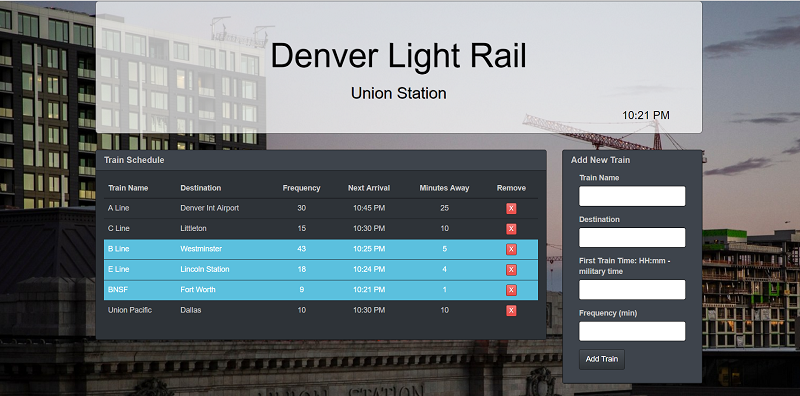 Denver Light Rail
Union Station
10:21 PM
Train Schedule
Train Name Destination Frequency Next Arrival Minutes Away Remove
A Line Denver Int Airport 30 10:45 PM 25 X
C Line Littleton 15 10:30 PM 10 X
B Line Westminster 43 10:25 PM 5 X
E Line Lincoln Station 18 10:24 PM 4 X
BNSF Fort Worth 9 10:21 PM 1 X
Union Pacific Dallas 10 10:30 PM 10 X
Add New Train
Train Name
Destination
First Train Time: HH:mm -
military time
Frequency (min)
Add Train
UNION STATION